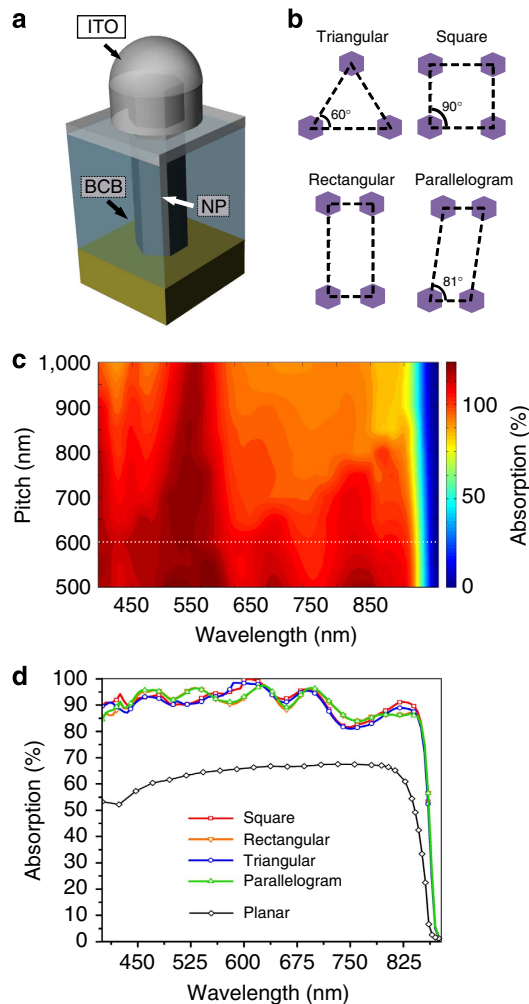 a
ITO
BCB
NP
b
Triangular
Square
60°
90°
Rectangular
Parallelogram
81°
c
1,000
900
800
700
600
500
Pitch (nm)
450 550 650 750 850
Wavelength (nm)
100
50
0
Absorption (%)
d
100
90
80
70
60
50
40
30
20
10
0
Absorption (%)
Square
Rectangular
Triangular
Parallelogram
Planar
450 525 600 675 750 825
Wavelength (nm)